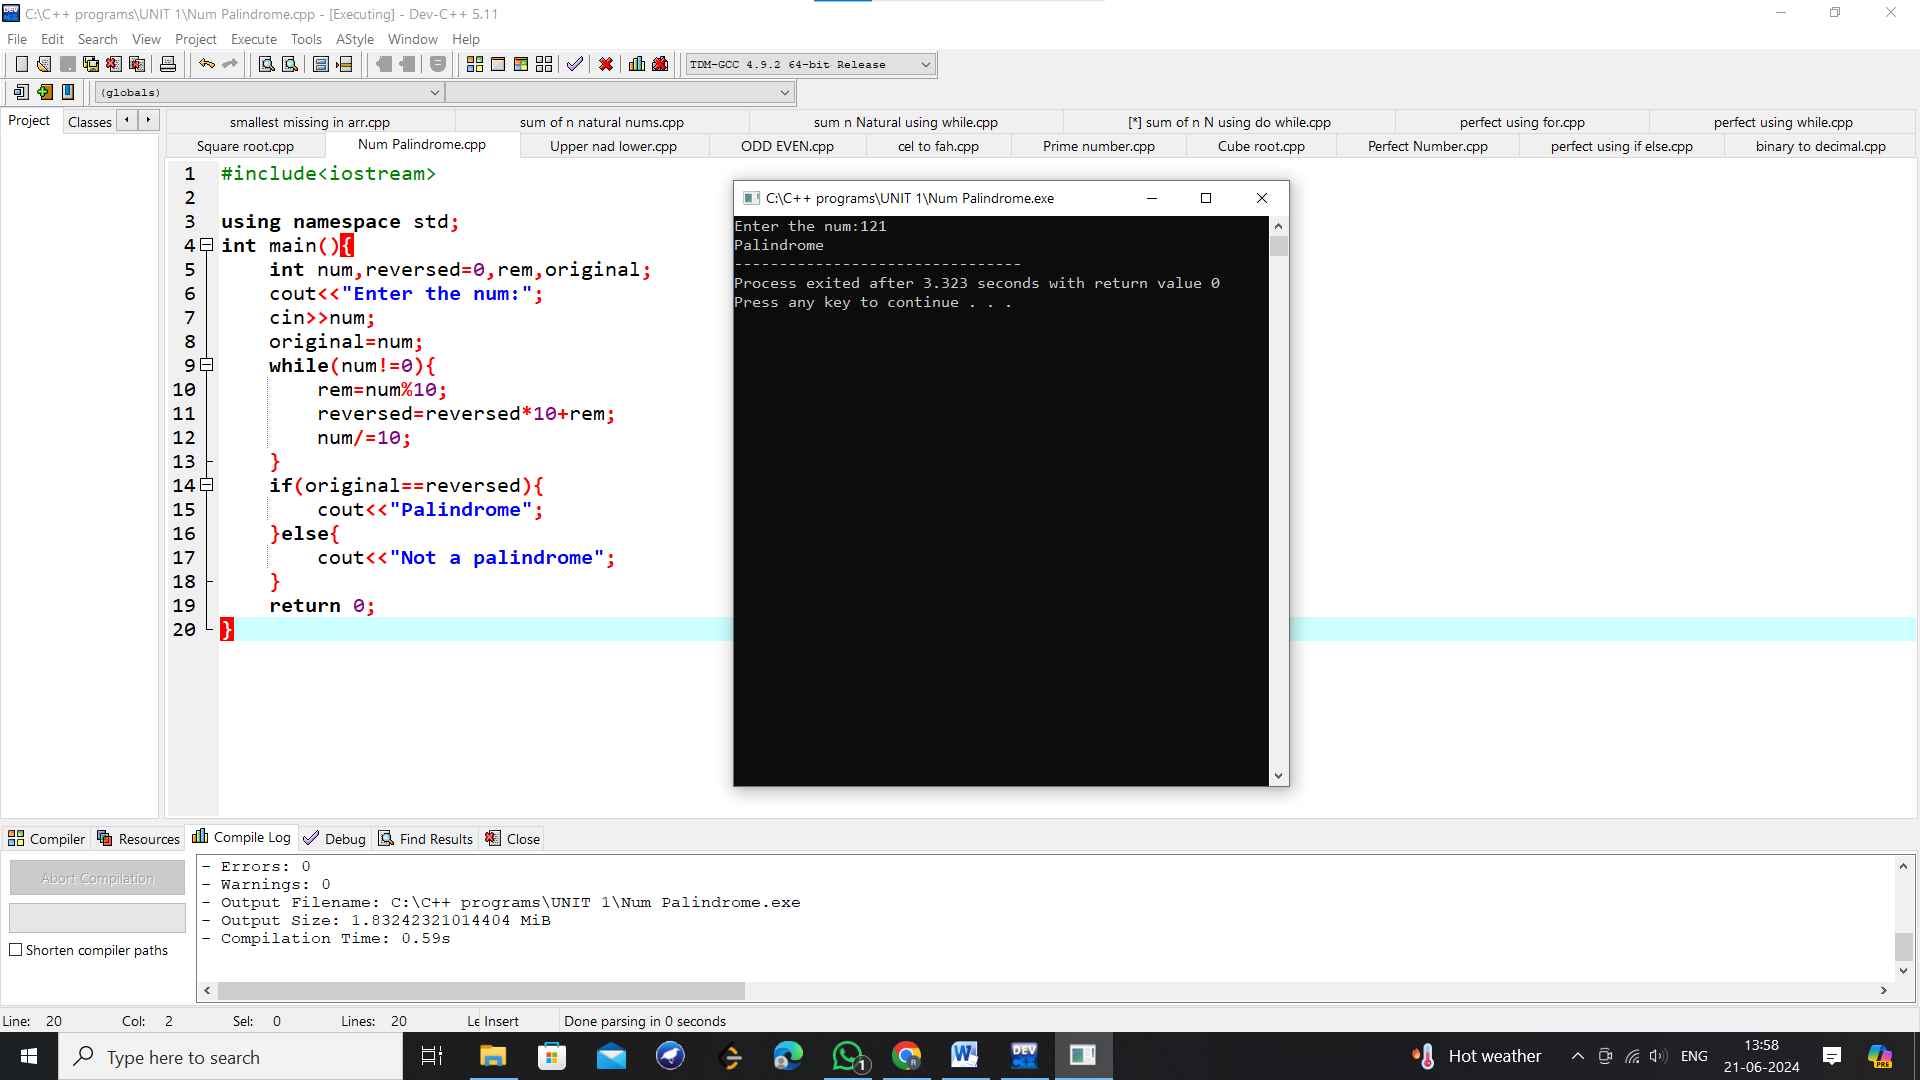 C:\C++ programs\UNIT 1\Num Palindrome.cpp - [Executing] - Dev-C++ 5.11
File Edit Search View Project Execute Tools AStyle Window Help
TDM-GCC 4.9.2 64-bit Release
(globals)
Project Classes
smallest missing in arr.cpp sum of n natural nums.cpp sum n Natural using while.cpp [*] sum of n N using do while.cpp perfect using for.cpp perfect using while.cpp
Square root.cpp Num Palindrome.cpp Upper nad lower.cpp ODD EVEN.cpp cel to fah.cpp Prime number.cpp Cube root.cpp Perfect Number.cpp perfect using if else.cpp binary to decimal.cpp
1 #include<iostream>
2
3 using namespace std;
4 int main(){
5 int num,reversed=0,rem,original;
6 cout<<"Enter the num:";
7 cin>>num;
8 original=num;
9 while(num!=0){
10 rem=num%10;
11 reversed=reversed*10+rem;
12 num/=10;
13 }
14 if(original==reversed){
15 cout<<"Palindrome";
16 }else{
17 cout<<"Not a palindrome";
18 }
19 return 0;
20 }
C:\C++ programs\UNIT 1\Num Palindrome.exe
Enter the num:121
Palindrome
--------------------------------
Process exited after 3.323 seconds with return value 0
Press any key to continue . . .
Compiler Resources Compile Log Debug Find Results Close
Abort Compilation
Shorten compiler paths
- Errors: 0
- Warnings: 0
- Output Filename: C:\C++ programs\UNIT 1\Num Palindrome.exe
- Output Size: 1.83242321014404 MiB
- Compilation Time: 0.59s
Line: 20 Col: 2 Sel: 0 Lines: 20 Le Insert Done parsing in 0 seconds
Type here to search
DEV C++
1
Hot weather
ENG
13:58
21-06-2024
PRE